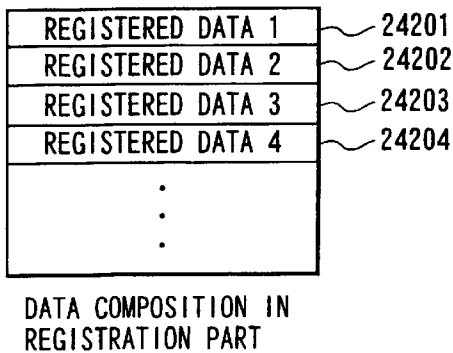 REGISTERED DATA 1 24201
REGISTERED DATA 2 24202
REGISTERED DATA 3 24203
REGISTERED DATA 4 24204
.
.
.
DATA COMPOSITION IN
REGISTRATION PART